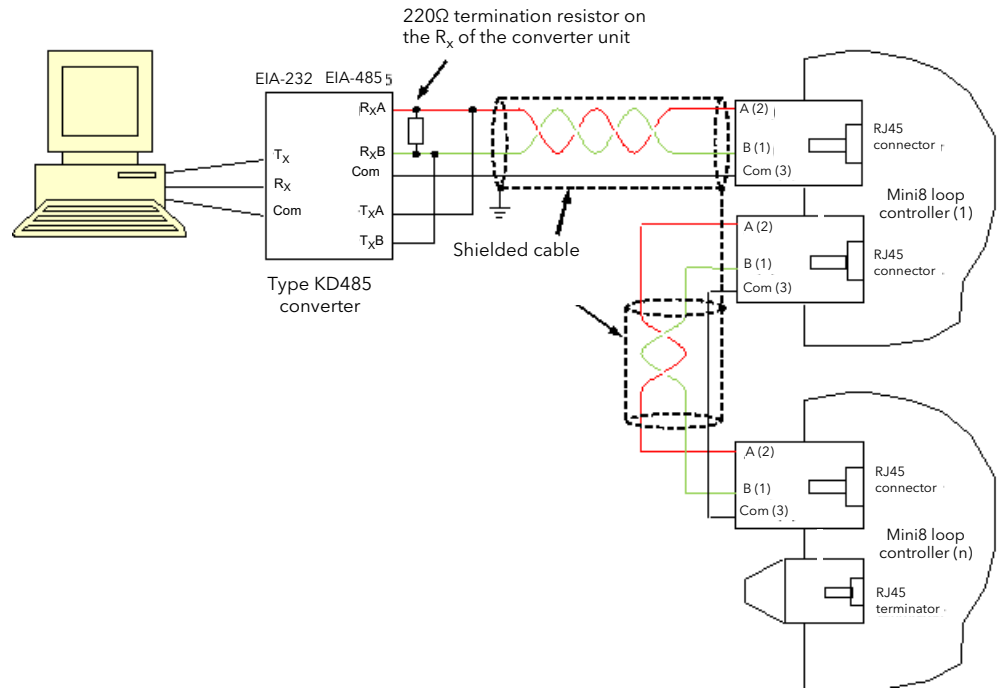 220Ω termination resistor on
the Rx of the converter unit
EIA-232 EIA-485 5
RxA
RxB
Com
TxA
TxB
Tx
Rx
Com
Type KD485
converter
Shielded cable
A (2)
B (1)
Com (3)
RJ45
connector
Mini8 loop
controller (1)
A (2)
B (1)
Com (3)
RJ45
connector
A (2)
B (1)
Com (3)
RJ45
connector
Mini8 loop
controller (n)
RJ45
terminator